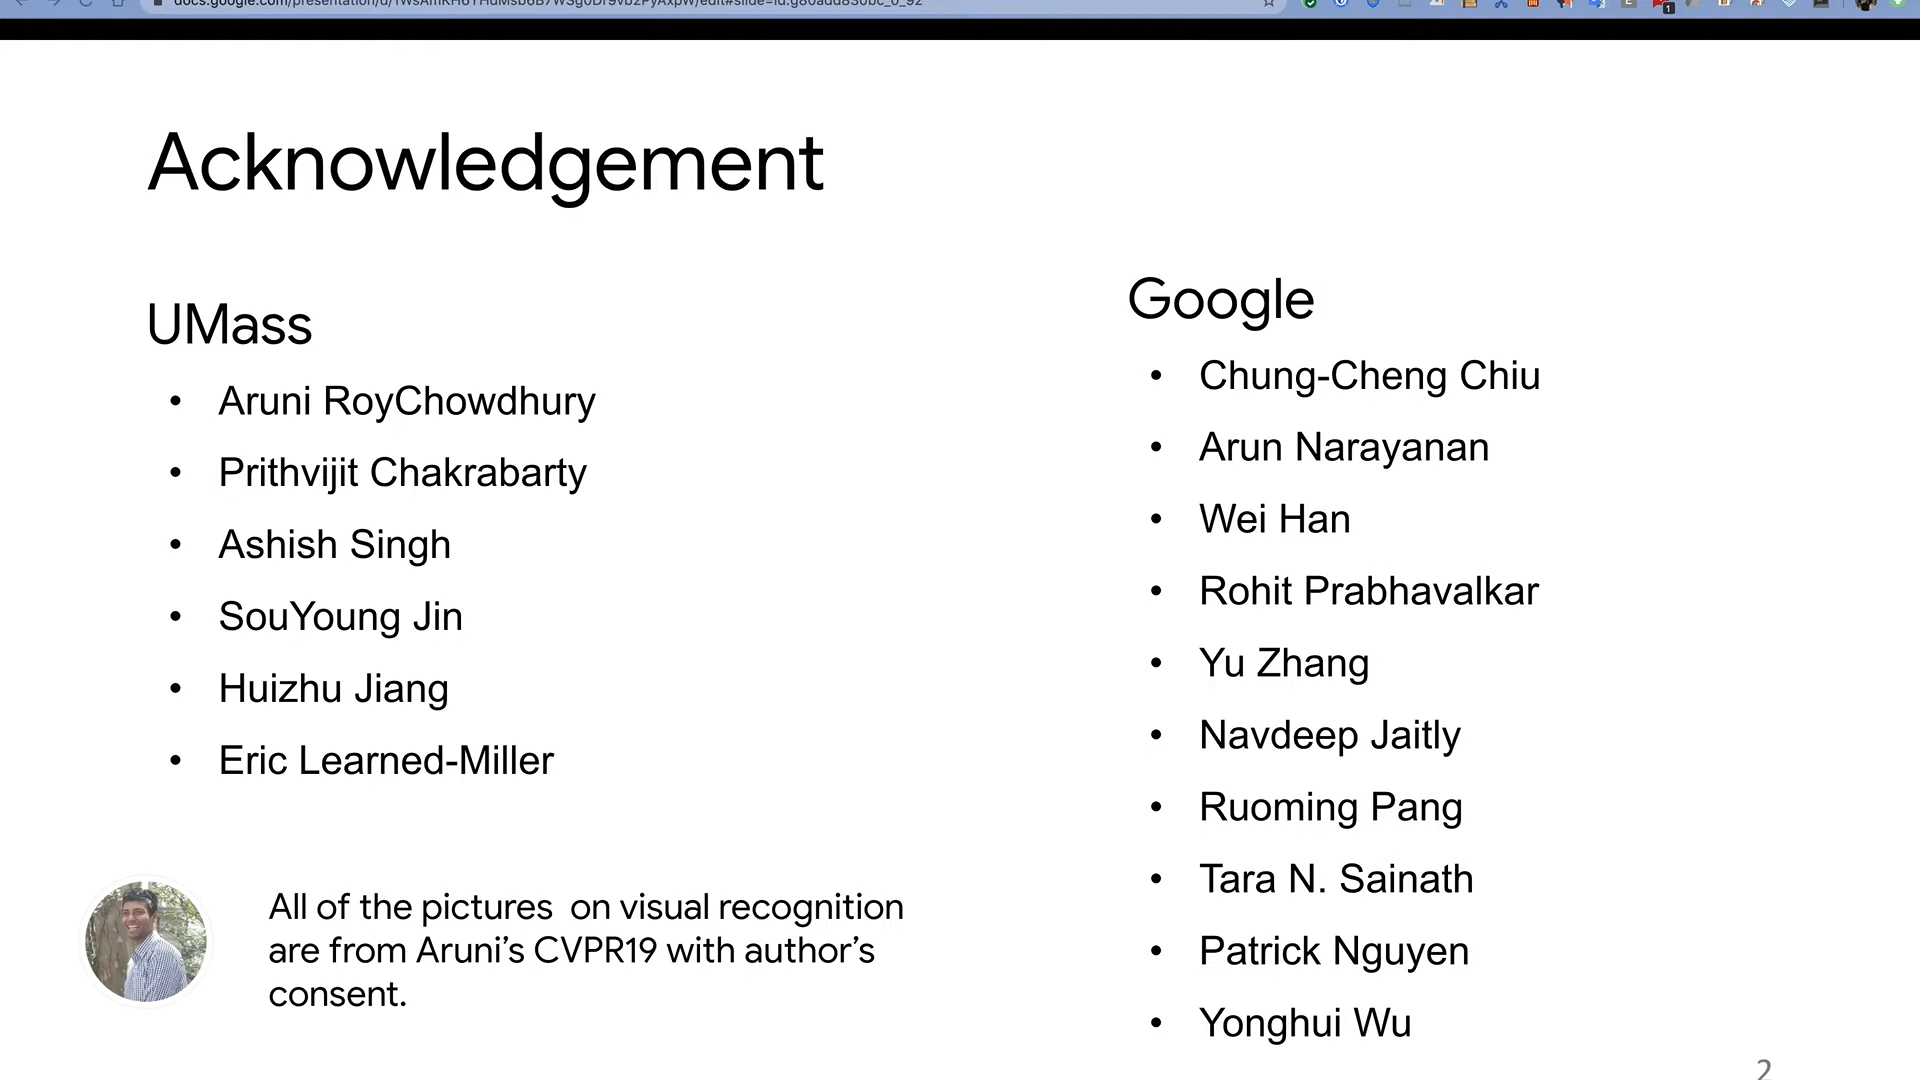 Acknowledgement
UMass
Aruni RoyChowdhury
Prithvijit Chakrabarty
Ashish Singh
SouYoung Jin
Huizhu Jiang
Eric Learned-Miller
All of the pictures on visual recognition
are from Aruni’s CVPR19 with author’s
consent.
Google
Chung-Cheng Chiu
Arun Narayanan
Wei Han
Rohit Prabhavalkar
Yu Zhang
Navdeep Jaitly
Ruoming Pang
Tara N. Sainath
Patrick Nguyen
Yonghui Wu
2